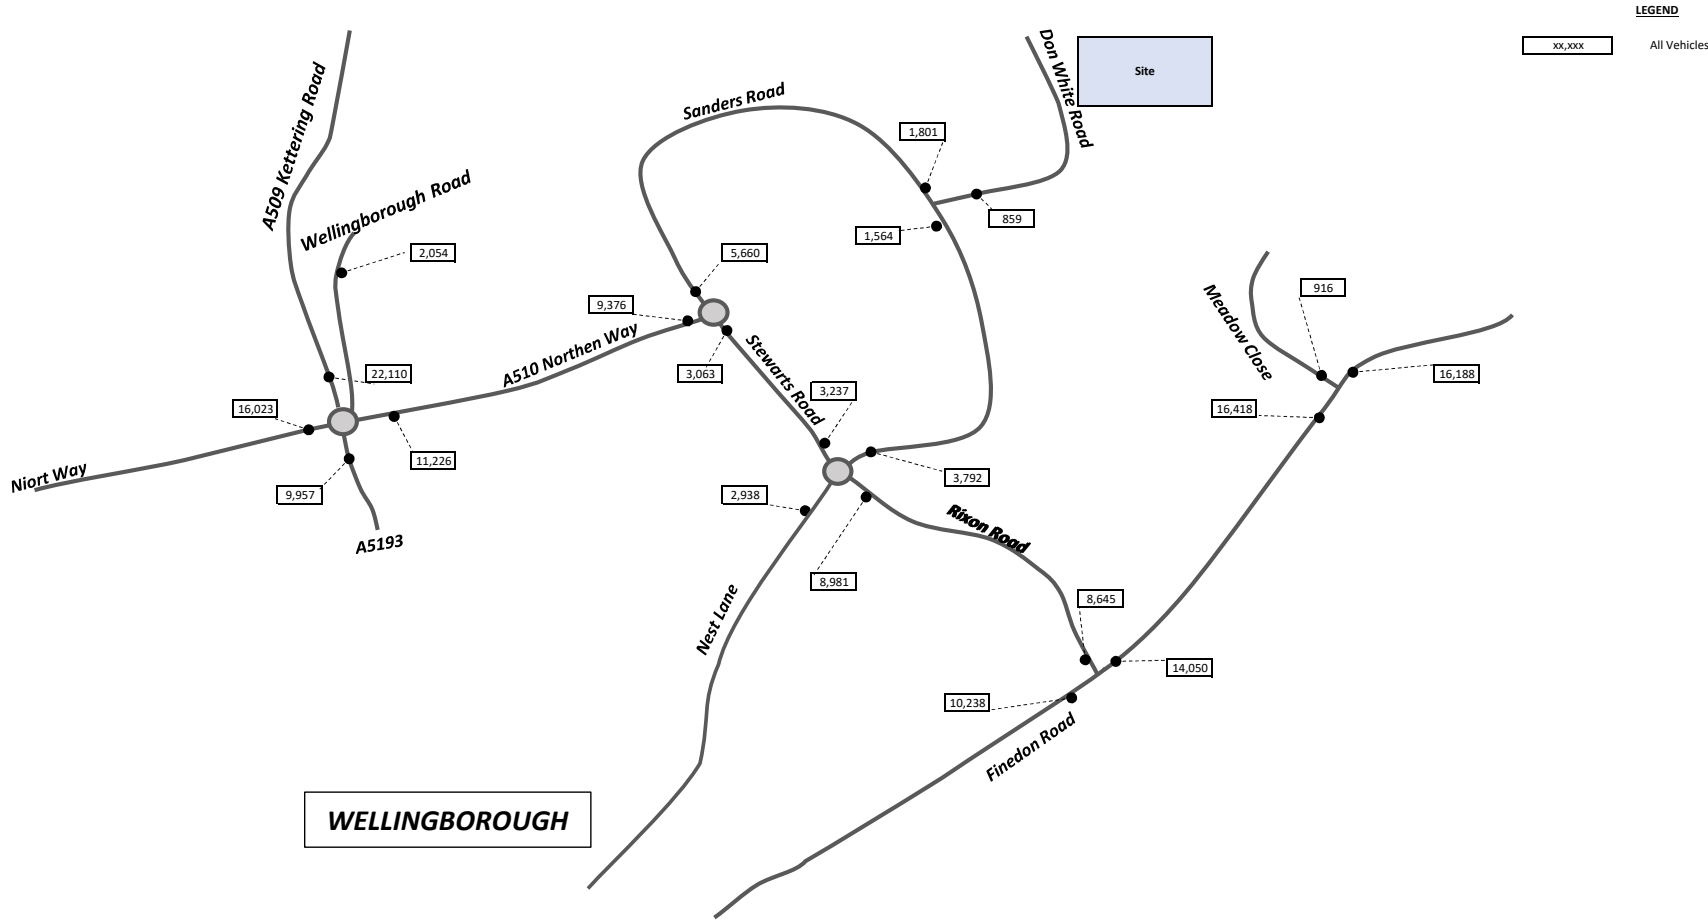 LEGEND
xx,xxx
All Vehicles
Don White Road
Site
Sanders Road
A509 Kettering Road
1,801
Wellingborough Road
859
1,564
2,054
5,660
9,376
916
Meadow Close
A510 Northen Way
Stewarts Road
3,063
22,110
16,188
3,237
16,023
16,418
11,226
Niort Way
9,957
3,792
2,938
A5193
Rixon Road
8,981
Nest Lane
8,645
14,050
10,238
Finedon Road
WELLINGBOROUGH